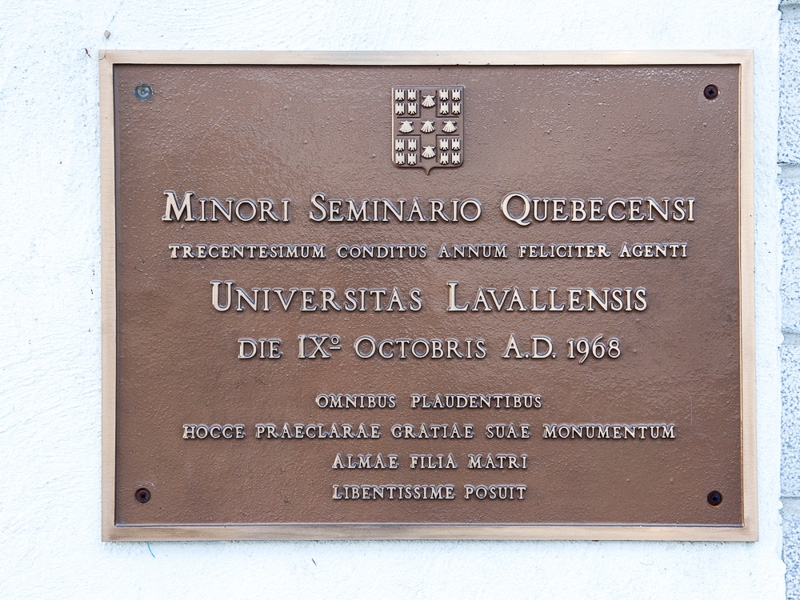 MINORI SEMINARIO QUEBECENSI
TRECENTESIMUM CONDITUS ANNUM FELICITER AGENTI
UNIVERSITAS LAVALLENSIS
DIE IXº OCTOBRIS A.D. 1968
OMNIBUS PLAUDENTIBUS
HOCCE PRAECLARAE GRATIAE SUAE MONUMENTUM
ALMAE FILIA MATRI
LIBENTISSIME POSUIT